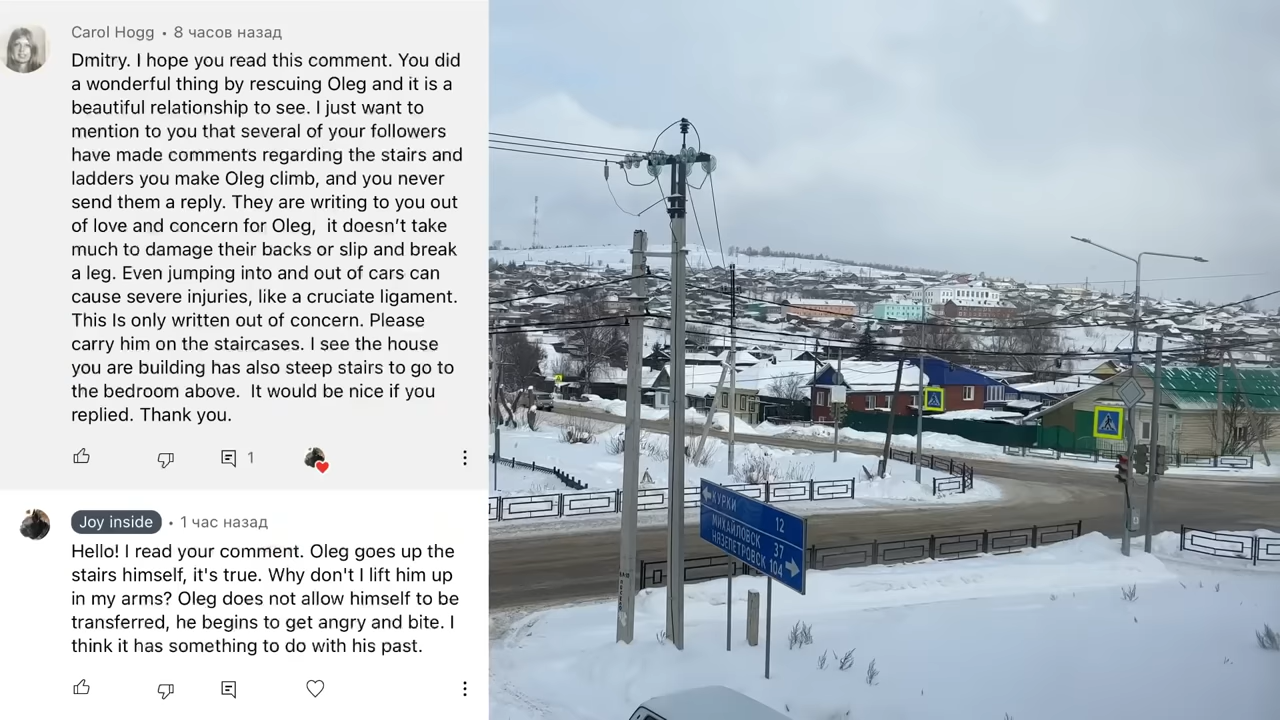 Carol Hogg • 8 часов назад
Dmitry. I hope you read this comment. You did
a wonderful thing by rescuing Oleg and it is a
beautiful relationship to see. I just want to
mention to you that several of your followers
have made comments regarding the stairs and
ladders you make Oleg climb, and you never
send them a reply. They are writing to you out
of love and concern for Oleg, it doesn’t take
much to damage their backs or slip and break
a leg. Even jumping into and out of cars can
cause severe injuries, like a cruciate ligament.
This Is only written out of concern. Please
carry him on the staircases. I see the house
you are building has also steep stairs to go to
the bedroom above. It would be nice if you
replied. Thank you.
1
Joy inside • 1 час назад
Hello! I read your comment. Oleg goes up the
stairs himself, it's true. Why don't I lift him up
in my arms? Oleg does not allow himself to be
transferred, he begins to get angry and bite. I
think it has something to do with his past.
КУРКИ 12
МИХАЙЛОВСК 37
НЯЗЕПЕТРОВСК 104